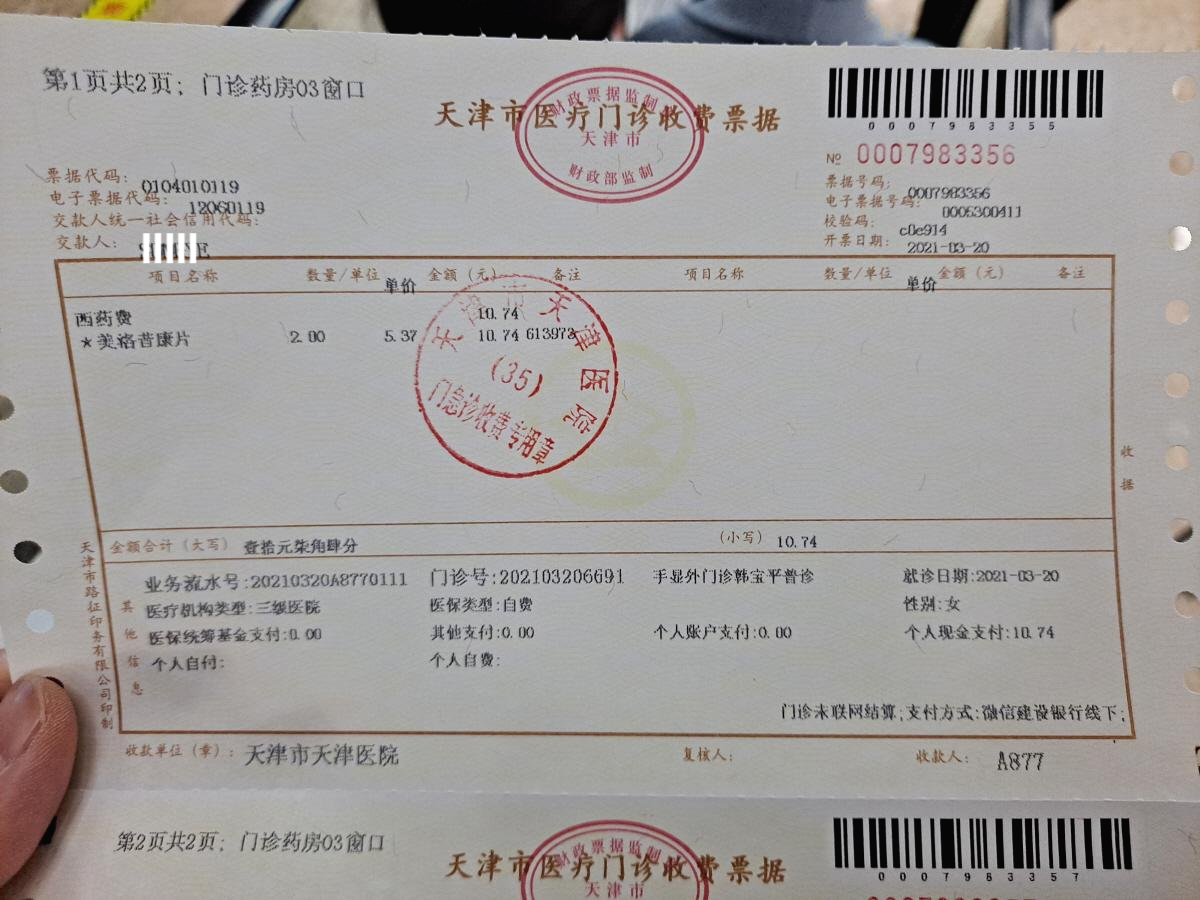 第1页共2页; 门诊药房03窗口
天津市医疗门诊收费票据
财政票据监制
天津市
财政部监制
0007983355
№ 0007983356
票据代码: 0104010119
电子票据代码: 12060119
交款人统一社会信用代码:
交款人:
票据号码: 0007983356
电子票据号码: 0005300411
校验码: c0e914
开票日期: 2021-03-20
项目名称 数量/单位 单价 金额(元) 备注 项目名称 数量/单位 单价 金额(元) 备注
西药费 10.74
*美洛昔康片 2.00 5.37 10.74 613973
天津市天津医院
(35)
门急诊收费专用章
收据
金额合计(大写) 壹拾元柒角肆分 (小写) 10.74
天津市路征印务有限公司印制
其他信息
业务流水号:20210320A8770111 门诊号:202103206691 手显外门诊韩宝平普诊 就诊日期:2021-03-20
医疗机构类型:三级医院 医保类型:自费 性别:女
医保统筹基金支付:0.00 其他支付:0.00 个人账户支付:0.00 个人现金支付:10.74
个人自付: 个人自费:
门诊未联网结算;支付方式:微信建设银行线下;
收款单位(章): 天津市天津医院 复核人: 收款人: A877
第2页共2页; 门诊药房03窗口
天津市医疗门诊收费票据
财政票据监制
天津市
0007983357